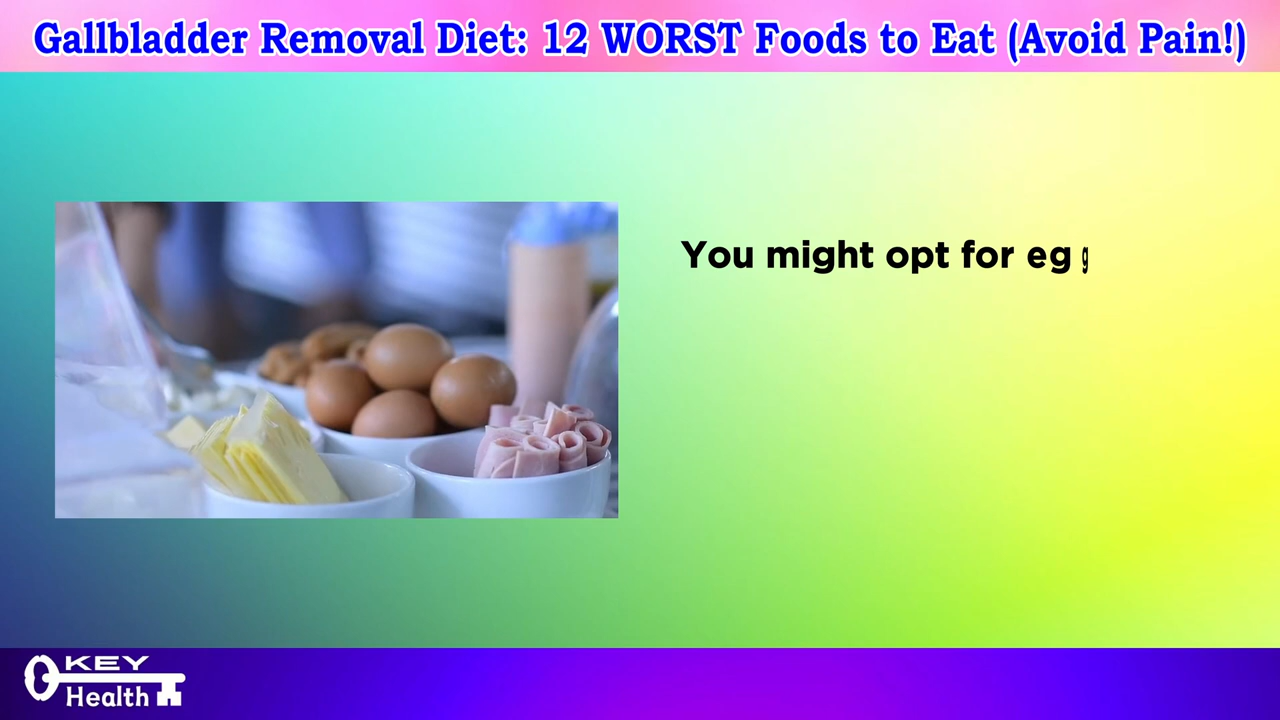 Gallbladder Removal Diet: 12 WORST Foods to Eat (Avoid Pain!)
You might opt for eg g
KEY
Health